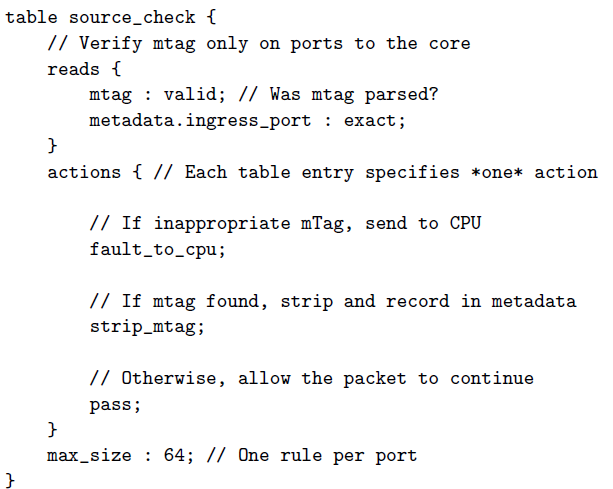 table source_check {
    // Verify mtag only on ports to the core
    reads {
        mtag : valid; // Was mtag parsed?
        metadata.ingress_port : exact;
    }
    actions { // Each table entry specifies *one* action

        // If inappropriate mTag, send to CPU
        fault_to_cpu;

        // If mtag found, strip and record in metadata
        strip_mtag;

        // Otherwise, allow the packet to continue
        pass;
    }
    max_size : 64; // One rule per port
}